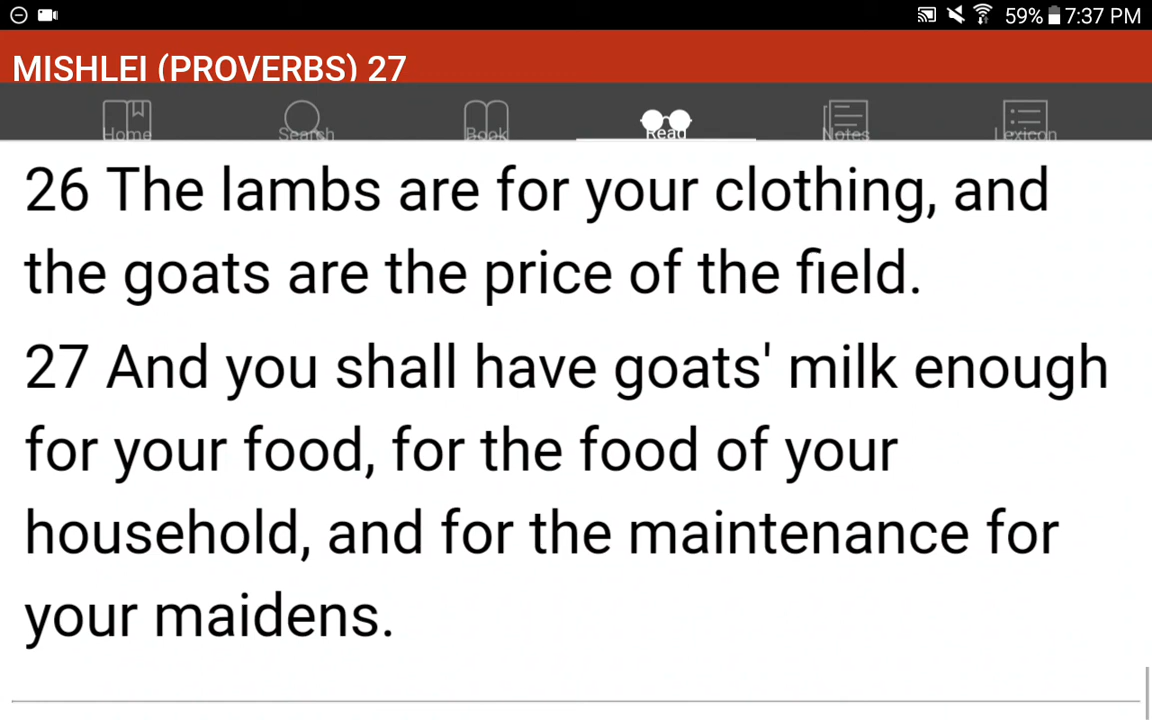 59% 7:37 PM
MISHLEI (PROVERBS) 27
Home Search Book Read Notes Lexicon
26 The lambs are for your clothing, and
the goats are the price of the field.
27 And you shall have goats' milk enough
for your food, for the food of your
household, and for the maintenance for
your maidens.